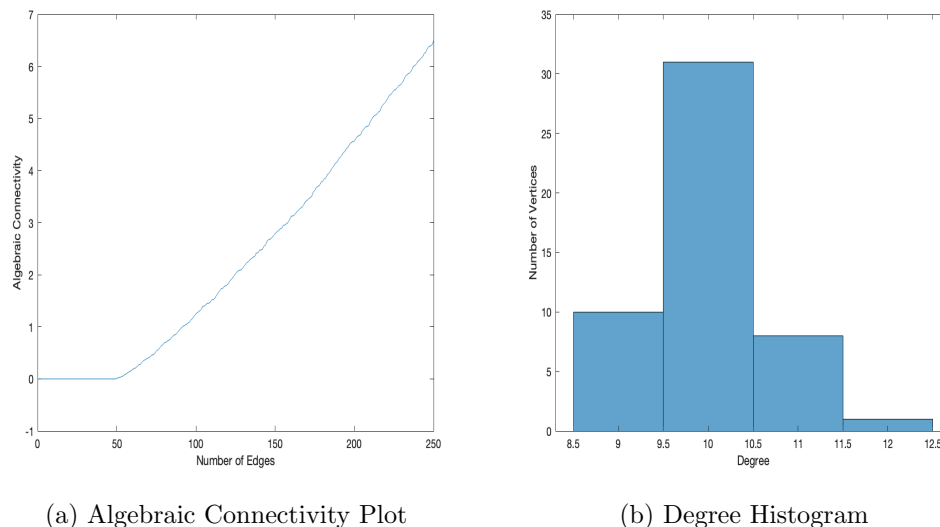 7
6
5
4
3
2
1
0
-1
Algebraic Connectivity
0 50 100 150 200 250
Number of Edges
(a) Algebraic Connectivity Plot
35
30
25
20
15
10
5
0
Number of Vertices
8.5 9 9.5 10 10.5 11 11.5 12 12.5
Degree
(b) Degree Histogram